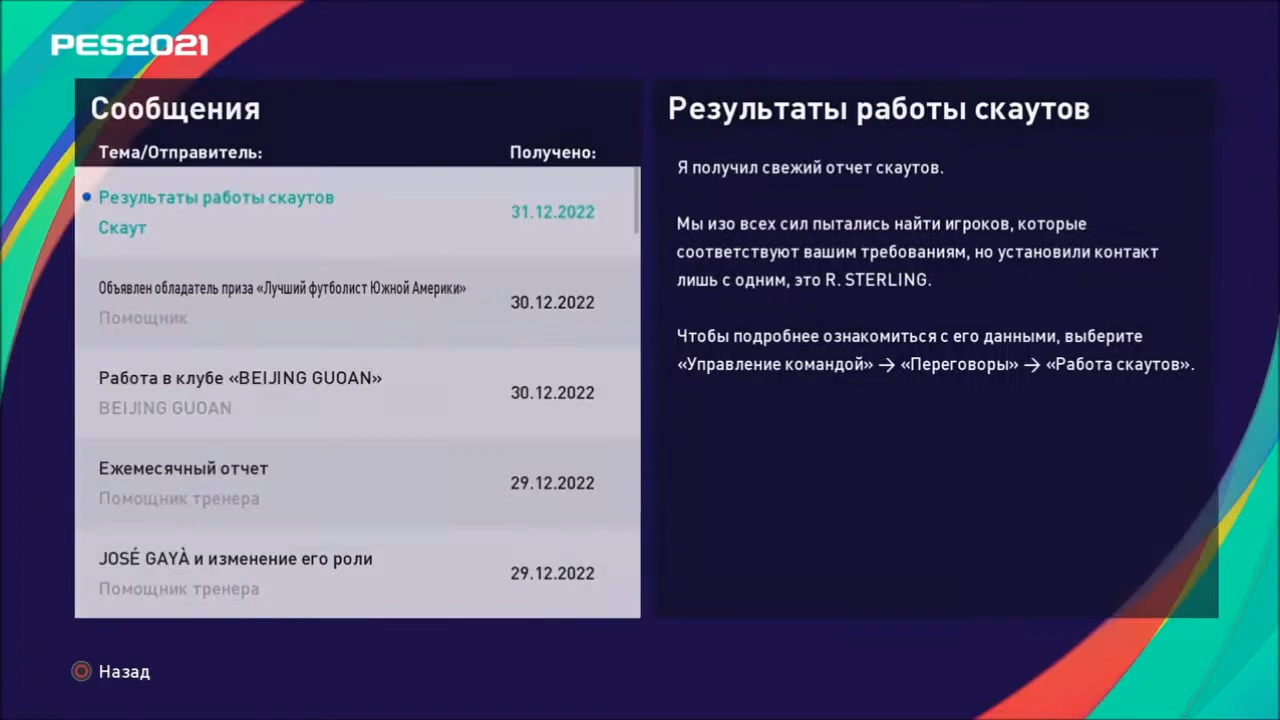 PES2021
Сообщения
Тема/Отправитель:
Получено:
Результаты работы скаутов
Скаут
31.12.2022
Объявлен обладатель приза «Лучший футболист Южной Америки»
Помощник
30.12.2022
Работа в клубе «BEIJING GUOAN»
BEIJING GUOAN
30.12.2022
Ежемесячный отчет
Помощник тренера
29.12.2022
JOSÉ GAYÀ и изменение его роли
Помощник тренера
29.12.2022
Результаты работы скаутов
Я получил свежий отчет скаутов.
Мы изо всех сил пытались найти игроков, которые
соответствуют вашим требованиям, но установили контакт
лишь с одним, это R. STERLING.
Чтобы подробнее ознакомиться с его данными, выберите
«Управление командой» → «Переговоры» → «Работа скаутов».
Назад